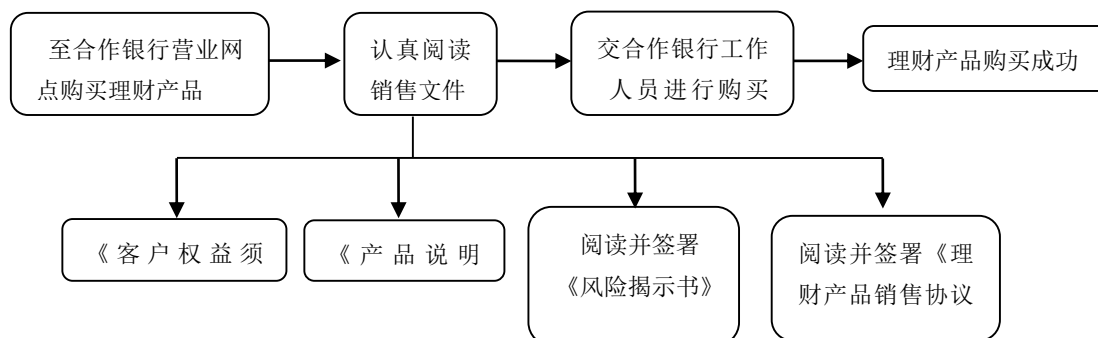 至合作银行营业网
点购买理财产品
认真阅读
销售文件
交合作银行工作
人员进行购买
理财产品购买成功
《客户权益须
《产品说明
阅读并签署
《风险揭示书》
阅读并签署《理
财产品销售协议